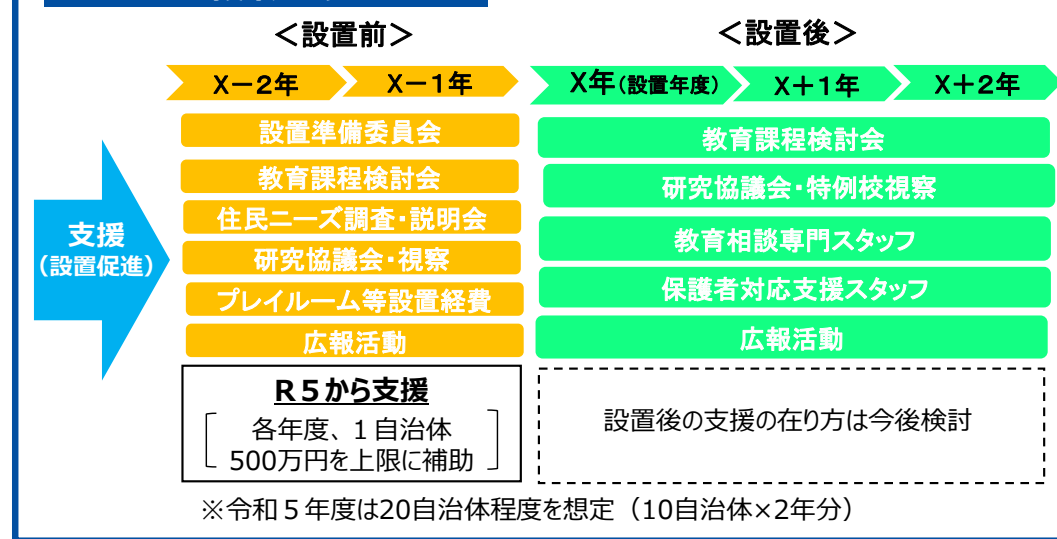 ＜設置前＞
X－2年
X－1年
設置準備委員会
教育課程検討会
住民ニーズ調査・説明会
研究協議会・視察
プレイルーム等設置経費
広報活動
支援
（設置促進）
R５から支援
各年度、１自治体
500万円を上限に補助
＜設置後＞
X年（設置年度）
X＋1年
X＋2年
教育課程検討会
研究協議会・特例校視察
教育相談専門スタッフ
保護者対応支援スタッフ
広報活動
設置後の支援の在り方は今後検討
※令和５年度は20自治体程度を想定（10自治体×2年分）